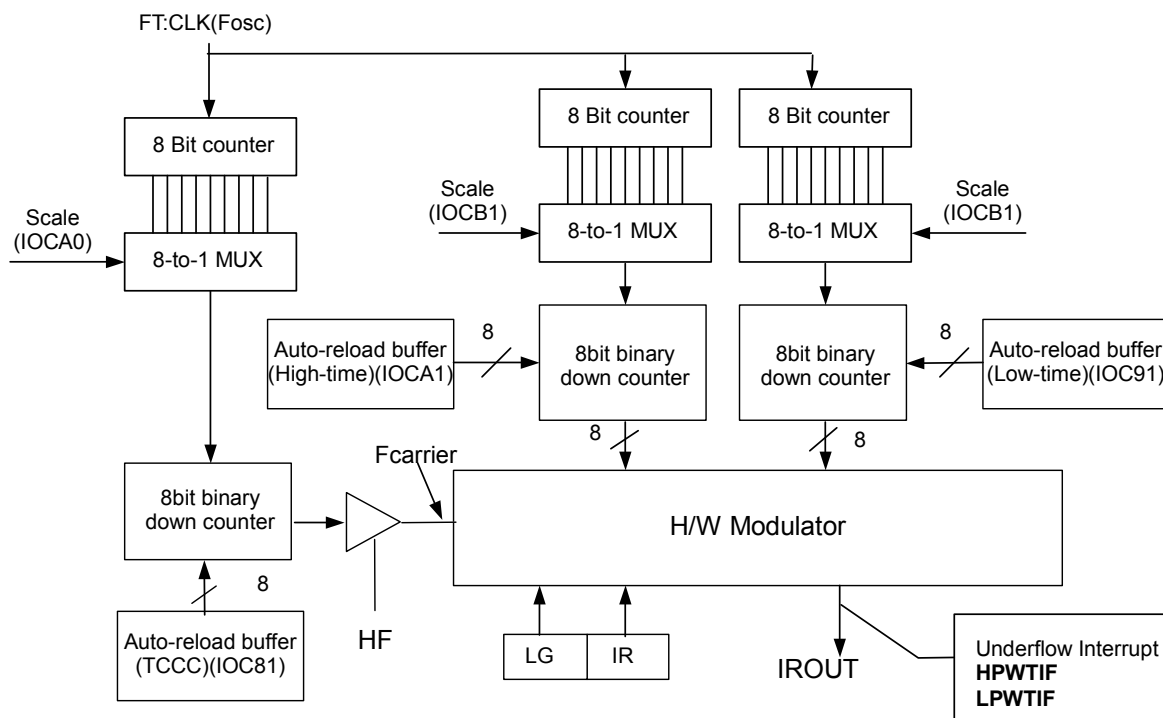 FT:CLK(Fosc)
8 Bit counter
8 Bit counter
8 Bit counter
Scale
(IOCA0)
Scale
(IOCB1)
Scale
(IOCB1)
8-to-1 MUX
8-to-1 MUX
8-to-1 MUX
Auto-reload buffer
(High-time)(IOCA1)
8
8bit binary
down counter
8bit binary
down counter
8
Auto-reload buffer
(Low-time)(IOC91)
8
8
Fcarrier
8bit binary
down counter
H/W Modulator
8
HF
Auto-reload buffer
(TCCC)(IOC81)
LG
IR
IROUT
Underflow Interrupt
HPWTIF
LPWTIF